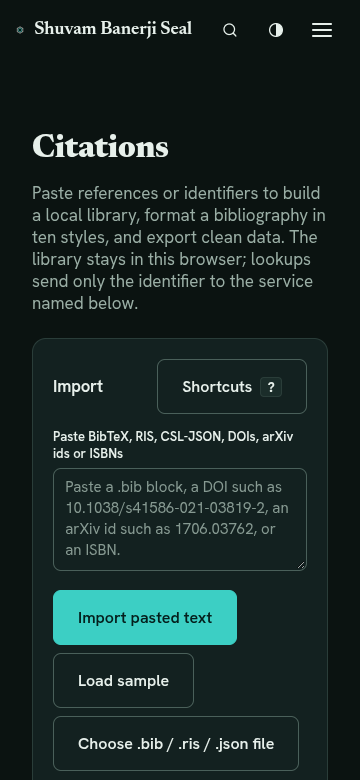 Shuvam Banerji Seal
Citations
Paste references or identifiers to build
a local library, format a bibliography in
ten styles, and export clean data. The
library stays in this browser; lookups
send only the identifier to the service
named below.
Import
Shortcuts ?
Paste BibTeX, RIS, CSL-JSON, DOIs, arXiv
ids or ISBNs
Paste a .bib block, a DOI such as
10.1038/s41586-021-03819-2, an
arXiv id such as 1706.03762, or
an ISBN.
Import pasted text
Load sample
Choose .bib / .ris / .json file